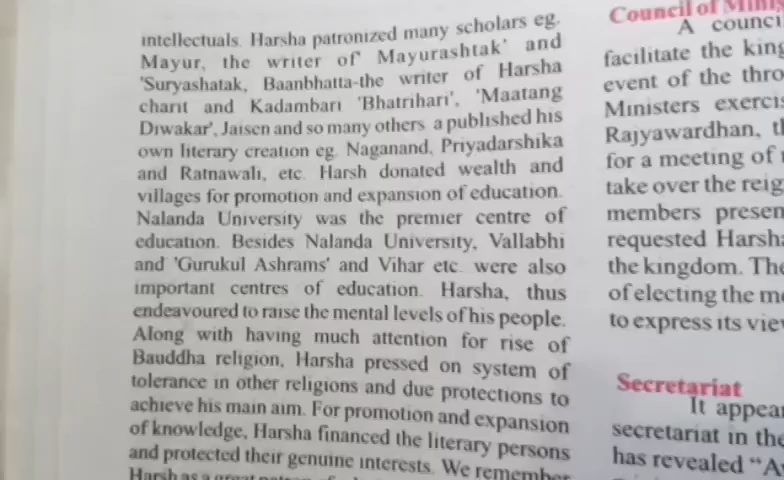 intellectuals. Harsha patronized many scholars eg.
Mayur, the writer of 'Mayurashtak' and
'Suryashatak, Baanbhatta-the writer of Harsha
charit and Kadambari 'Bhatrihari', 'Maatang
Diwakar', Jaisen and so many others a published his
own literary creation eg. Naganand, Priyadarshika
and Ratnawali, etc. Harsh donated wealth and
villages for promotion and expansion of education.
Nalanda University was the premier centre of
education. Besides Nalanda University, Vallabhi
and 'Gurukul Ashrams' and Vihar etc. were also
important centres of education. Harsha, thus
endeavoured to raise the mental levels of his people.
Along with having much attention for rise of
Bauddha religion, Harsha pressed on system of
tolerance in other religions and due protections to
achieve his main aim. For promotion and expansion
of knowledge, Harsha financed the literary persons
and protected their genuine interests. We remember
Harsh as a great
Council of Minis
A counci
facilitate the king
event of the thro
Ministers exercis
Rajyawardhan, t
for a meeting of
take over the reig
members presen
requested Harsha
the kingdom. The
of electing the m
to express its view
Secretariat
It appear
secretariat in the
has revealed "A